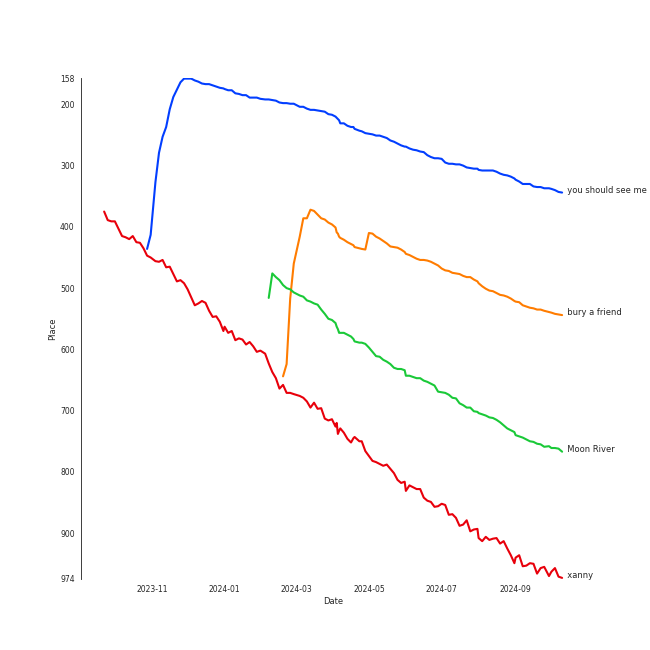 158
200
300
400
500
600
700
800
900
974
Place
you should see me
bury a friend
Moon River
xanny
2023-11 2024-01 2024-03 2024-05 2024-07 2024-09
Date